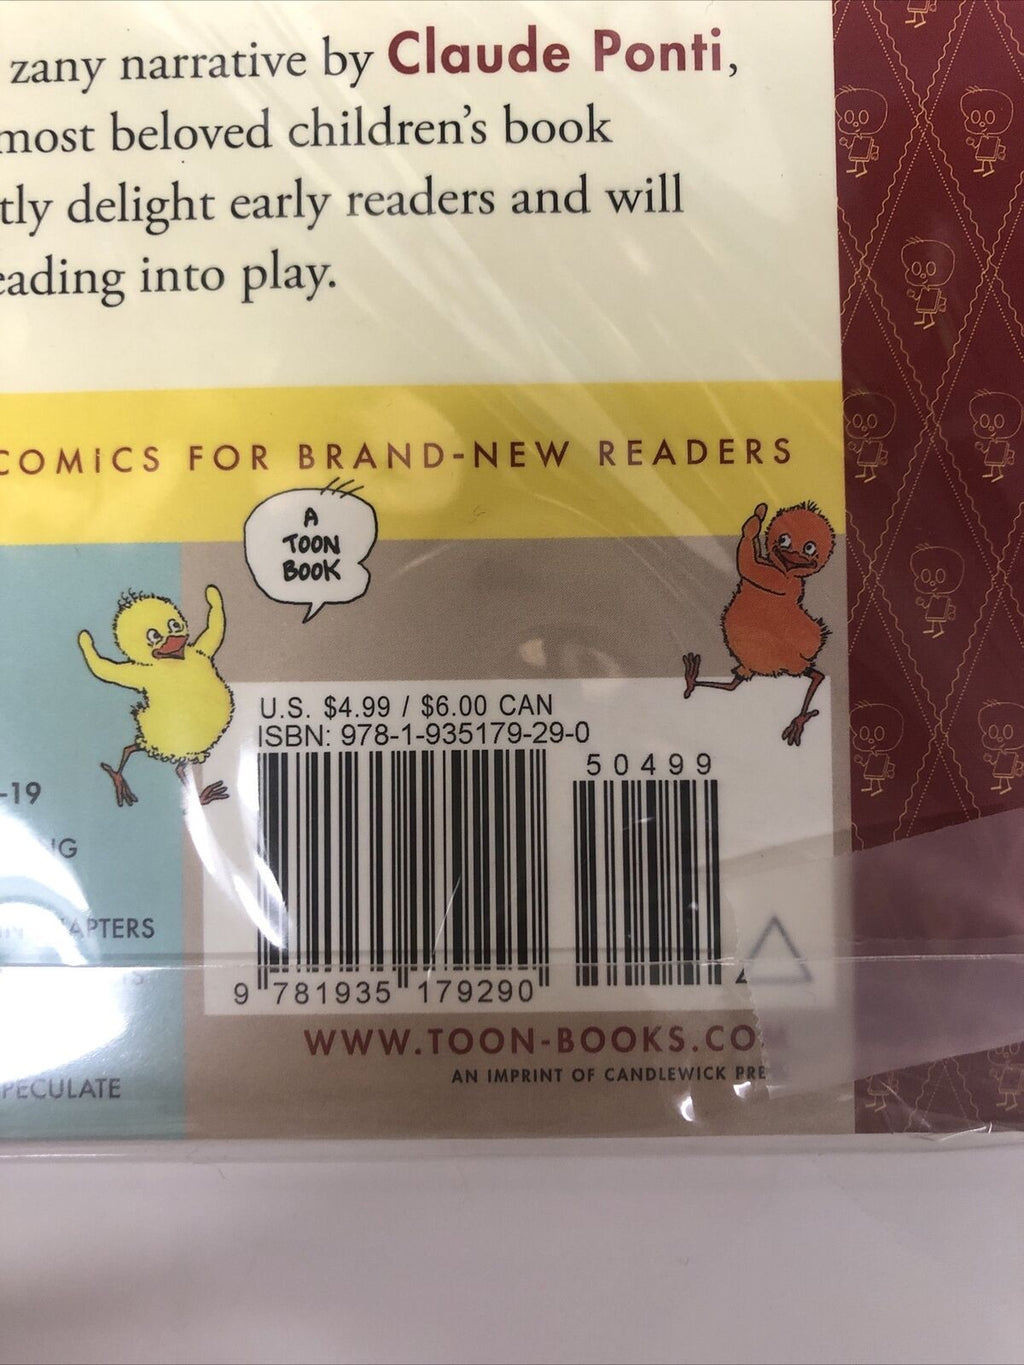 zany narrative by Claude Ponti,
most beloved children's book
tly delight early readers and will
eading into play.
COMiCS FOR BRAND-NEW READERS
A
TOON
BOOK
U.S. $4.99 / $6.00 CAN
ISBN: 978-1-935179-29-0
50499
-19
APTERS
9 781935 179290
WWW.TOON-BOOKS.CO
AN IMPRINT OF CANDLEWICK PRE
PECULATE